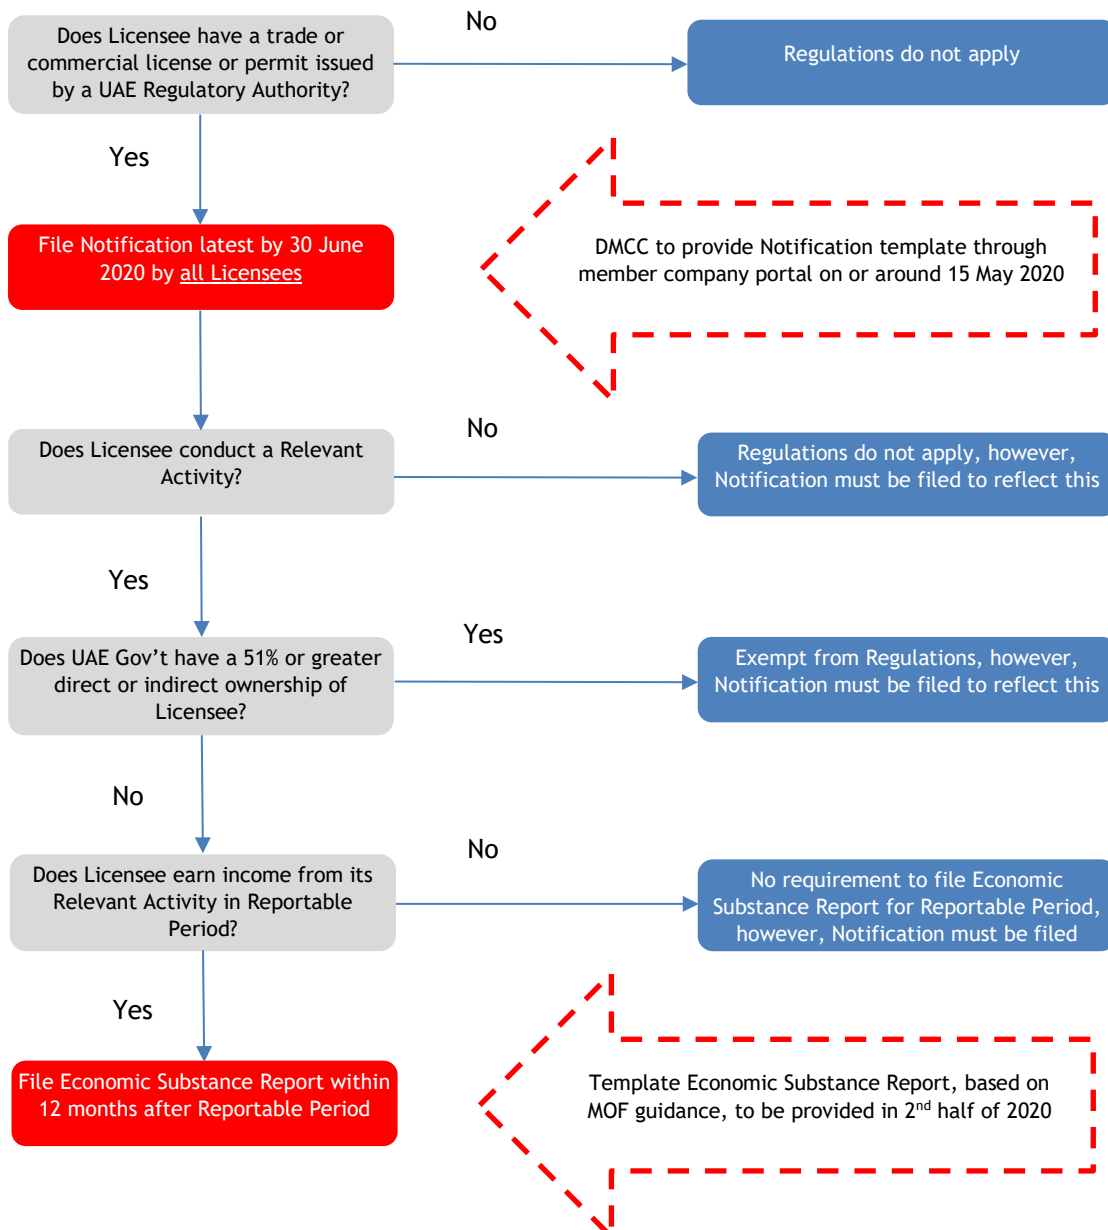 No
Does Licensee have a trade or
commercial license or permit issued
by a UAE Regulatory Authority?
Regulations do not apply
Yes
File Notification latest by 30 June
2020 by all Licensees
DMCC to provide Notification template through
member company portal on or around 15 May 2020
No
Does Licensee conduct a Relevant
Activity?
Regulations do not apply, however,
Notification must be filed to reflect this
Yes
Yes
Does UAE Gov’t have a 51% or greater
direct or indirect ownership of
Licensee?
Exempt from Regulations, however,
Notification must be filed to reflect this
No
No
Does Licensee earn income from its
Relevant Activity in Reportable
Period?
No requirement to file Economic
Substance Report for Reportable Period,
however, Notification must be filed
Yes
File Economic Substance Report within
12 months after Reportable Period
Template Economic Substance Report, based on
MOF guidance, to be provided in 2nd half of 2020